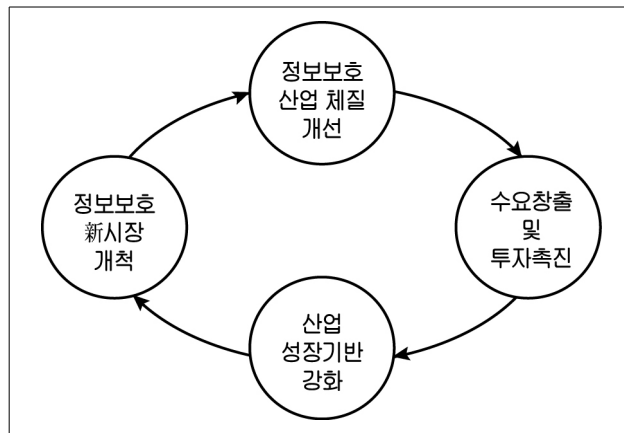 정보보호
산업 체질
개선
수요창출
및
투자촉진
산업
성장기반
강화
정보보호
新시장
개척